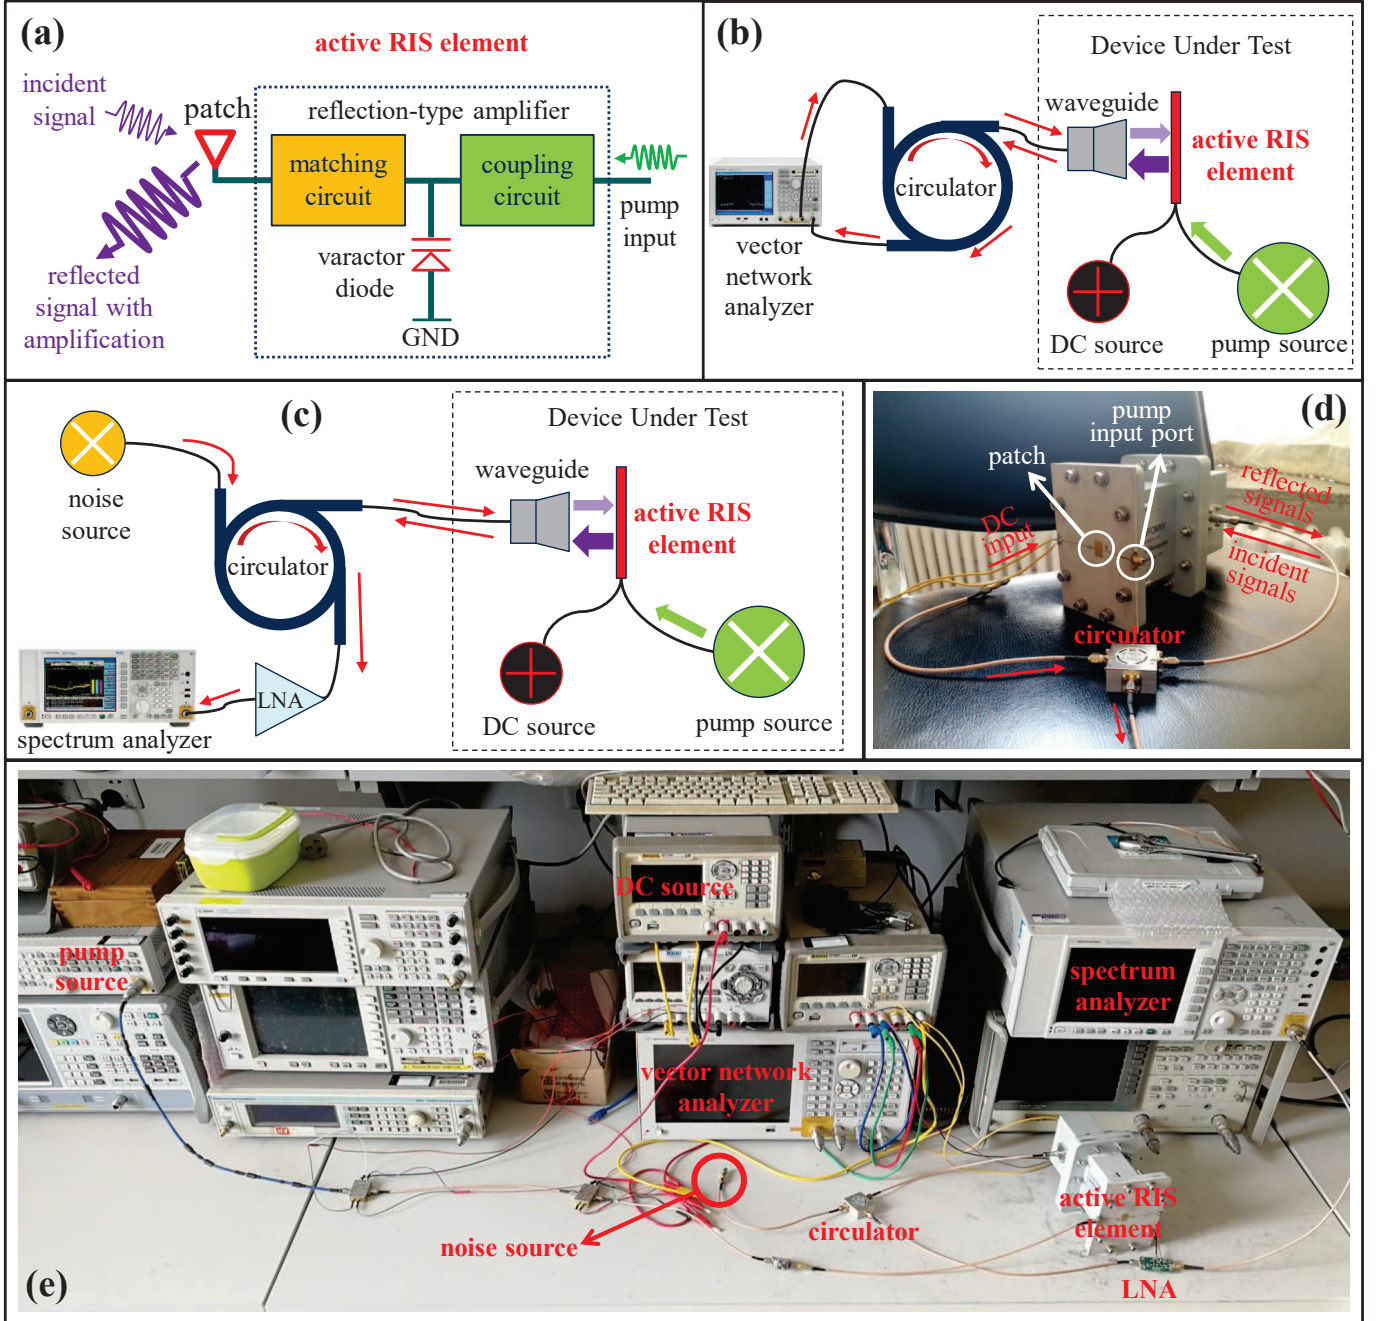 (a)
active RIS element
incident
signal
patch
reflection-type amplifier
matching
circuit
coupling
circuit
pump
input
varactor
diode
GND
reflected
signal with
amplification
(b)
Device Under Test
waveguide
active RIS
element
circulator
vector
network
analyzer
DC source
pump source
(c)
Device Under Test
noise
source
waveguide
active RIS
element
circulator
LNA
spectrum analyzer
DC source
pump source
(d)
pump
input port
patch
DC
input
reflected
signals
incident
signals
circulator
DC source
RIGOL
RIGOL
pump
source
spectrum
analyzer
vector network
analyzer
active RIS
element
circulator
noise source
LNA
(e)